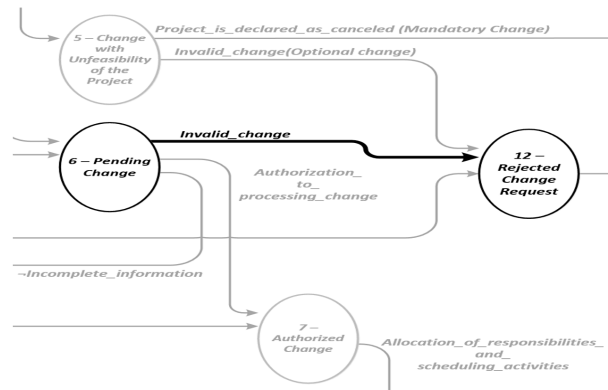 Project_is_declared_as_canceled (Mandatory Change)
5 – Change
with
Unfeasibility
of the
Project
Invalid_change(Optional change)
Invalid_change
6 – Pending
Change
12 –
Rejected
Change
Request
Authorization_
to_
processing_change
¬Incomplete_information
7 –
Authorized
Change
Allocation_of_responsibilities_
and_
scheduling_activities